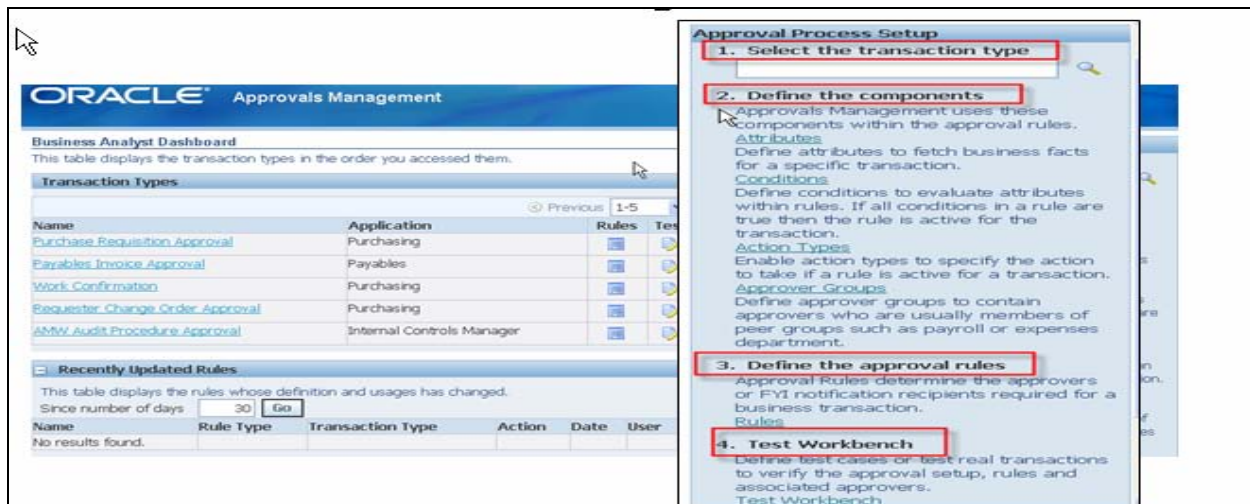 ORACLE® Approvals Management
Business Analyst Dashboard
This table displays the transaction types in the order you accessed them.
Transaction Types
Previous 1-5
Name Application Rules Tes
Purchase Requisition Approval Purchasing
Payables Invoice Approval Payables
Work Confirmation Purchasing
Requester Change Order Approval Purchasing
AMW Audit Procedure Approval Internal Controls Manager
Recently Updated Rules
This table displays the rules whose definition and usages has changed.
Since number of days 30 Go
Name Rule Type Transaction Type Action Date User
No results found.
Approval Process Setup
1. Select the transaction type
2. Define the components
Approvals Management uses these
components within the approval rules.
Attributes
Define attributes to fetch business facts
for a specific transaction.
Conditions
Define conditions to evaluate attributes
within rules. If all conditions in a rule are
true then the rule is active for the
transaction.
Action Types
Enable action types to specify the action
to take if a rule is active for a transaction.
Approver Groups
Define approver groups to contain
approvers who are usually members of
peer groups such as payroll or expenses
department.
3. Define the approval rules
Approval Rules determine the approvers
or FYI notification recipients required for a
business transaction.
Rules
4. Test Workbench
Define test cases or test real transactions
to verify the approval setup, rules and
associated approvers.
Test Workbench